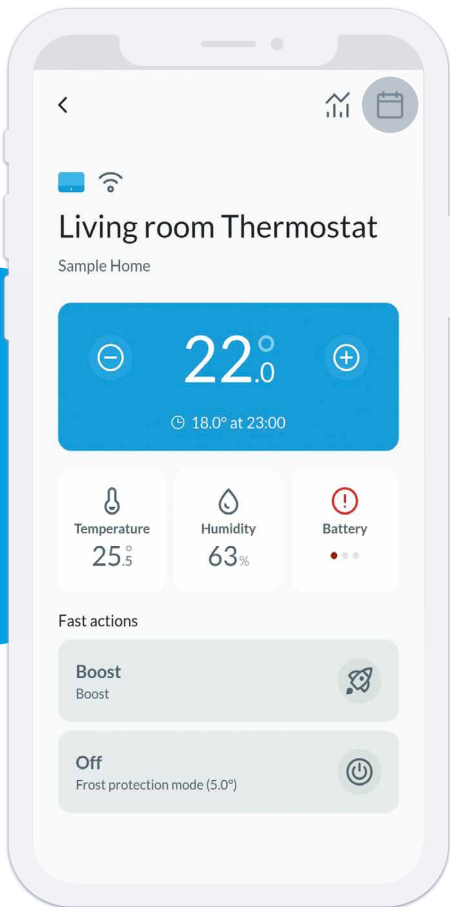 Living room Thermostat
Sample Home
22.0°
18.0° at 23:00
Temperature
25.5°
Humidity
63%
Battery
Fast actions
Boost
Boost
Off
Frost protection mode (5.0°)